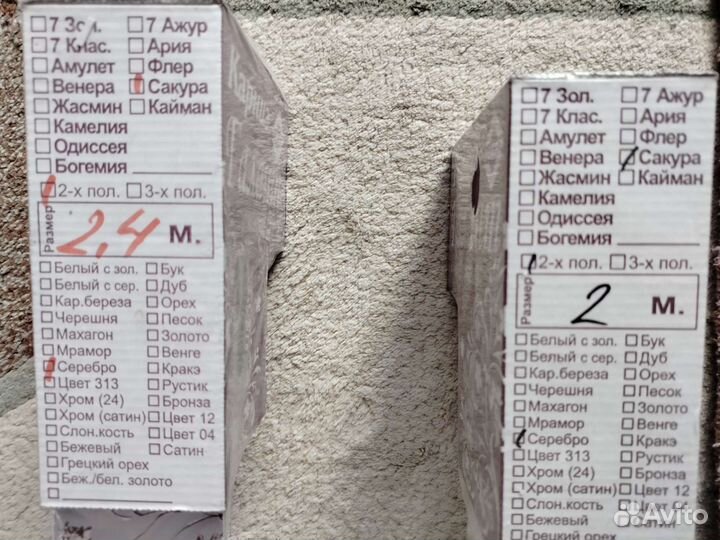 ☐ 7 Зол. ☐ 7 Ажур
☐ 7 Клас. ☐ Ария
☐ Амулет ☐ Флер
☐ Венера ☐ Сакура
☐ Жасмин ☐ Кайман
☐ Камелия
☐ Одиссея
☐ Богемия
☐ 2-х пол. ☐ 3-х пол.
Размер 2,4 м.
☐ Белый с зол. ☐ Бук
☐ Белый с сер. ☐ Дуб
☐ Кар.береза ☐ Орех
☐ Черешня ☐ Песок
☐ Махагон ☐ Золото
☐ Мрамор ☐ Венге
☐ Серебро ☐ Кракэ
☐ Цвет 313 ☐ Рустик
☐ Хром (24) ☐ Бронза
☐ Хром (сатин) ☐ Цвет 12
☐ Слон.кость ☐ Цвет 04
☐ Бежевый ☐ Сатин
☐ Грецкий орех
☐ Беж./бел. золото
☐ 7 Зол. ☐ 7 Ажур
☐ 7 Клас. ☐ Ария
☐ Амулет ☐ Флер
☐ Венера ☐ Сакура
☐ Жасмин ☐ Кайман
☐ Камелия
☐ Одиссея
☐ Богемия
☐ 2-х пол. ☐ 3-х пол.
Размер 2 м.
☐ Белый с зол. ☐ Бук
☐ Белый с сер. ☐ Дуб
☐ Кар.береза ☐ Орех
☐ Черешня ☐ Песок
☐ Махагон ☐ Золото
☐ Мрамор ☐ Венге
☐ Серебро ☐ Кракэ
☐ Цвет 313 ☐ Рустик
☐ Хром (24) ☐ Бронза
☐ Хром (сатин) ☐ Цвет 12
☐ Слон.кость
☐ Бежевый ☐ Сатин
☐ Грецкий орех
Avito